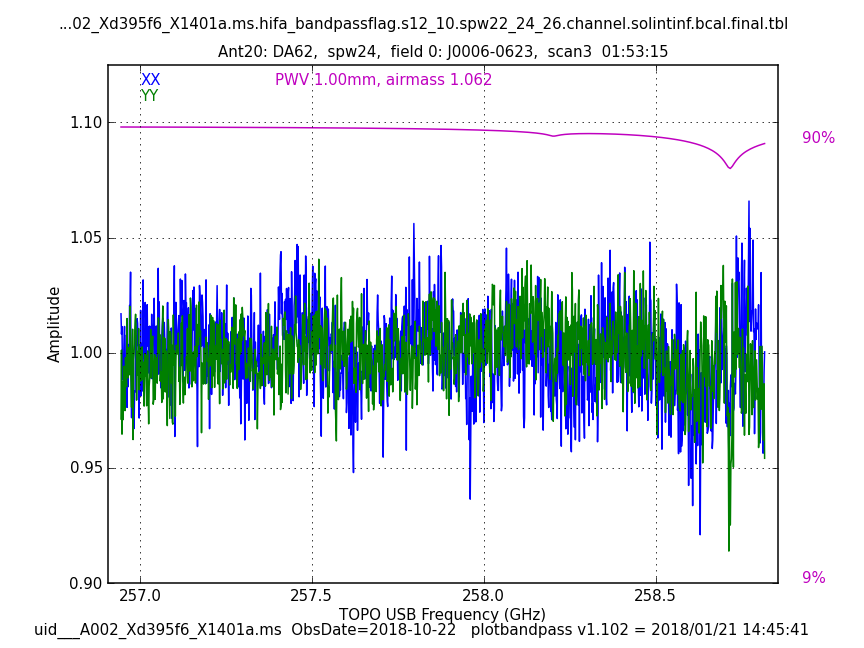 ...02_Xd395f6_X1401a.ms.hifa_bandpassflag.s12_10.spw22_24_26.channel.solintinf.bcal.final.tbl
Ant20: DA62, spw24, field 0: J0006-0623, scan3 01:53:15
XX
PWV 1.00mm, airmass 1.062
YY
1.10
90%
1.05
1.00
Amplitude
0.95
0.90
9%
257.0 257.5 258.0 258.5
TOPO USB Frequency (GHz)
uid___A002_Xd395f6_X1401a.ms ObsDate=2018-10-22 plotbandpass v1.102 = 2018/01/21 14:45:41